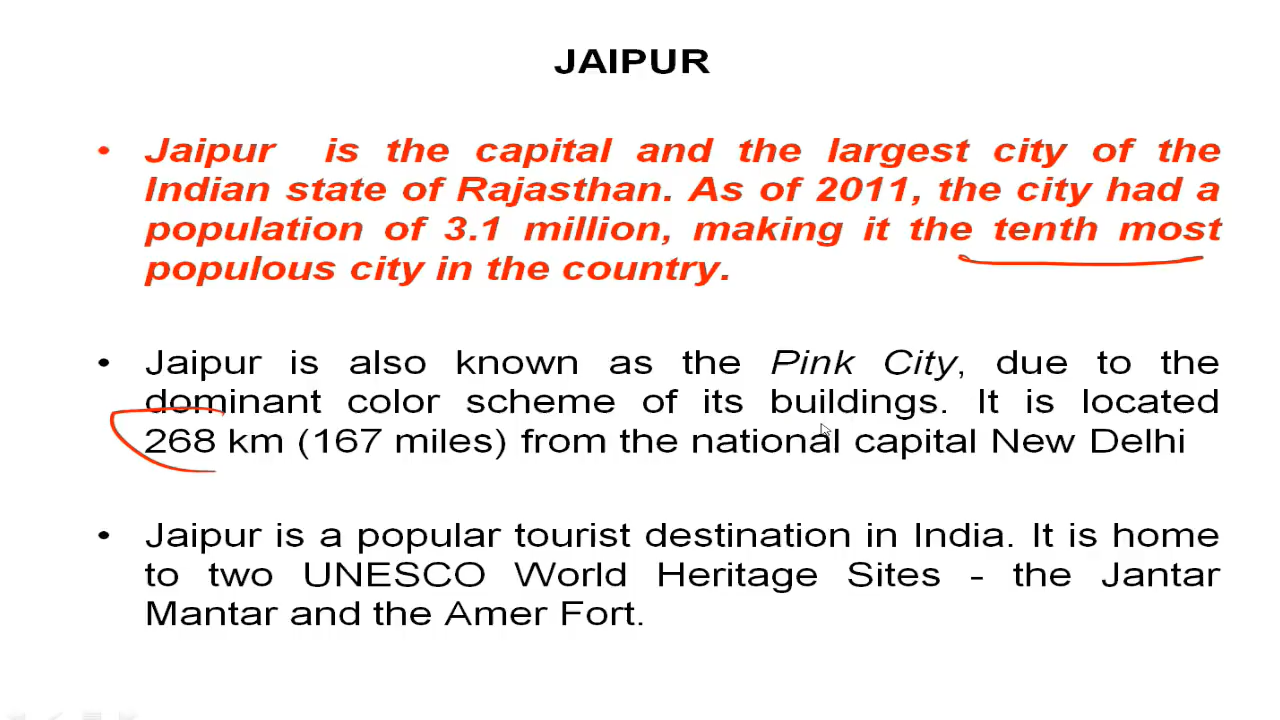 JAIPUR
• Jaipur is the capital and the largest city of the
Indian state of Rajasthan. As of 2011, the city had a
population of 3.1 million, making it the tenth most
populous city in the country.
• Jaipur is also known as the Pink City, due to the
dominant color scheme of its buildings. It is located
268 km (167 miles) from the national capital New Delhi
• Jaipur is a popular tourist destination in India. It is home
to two UNESCO World Heritage Sites - the Jantar
Mantar and the Amer Fort.